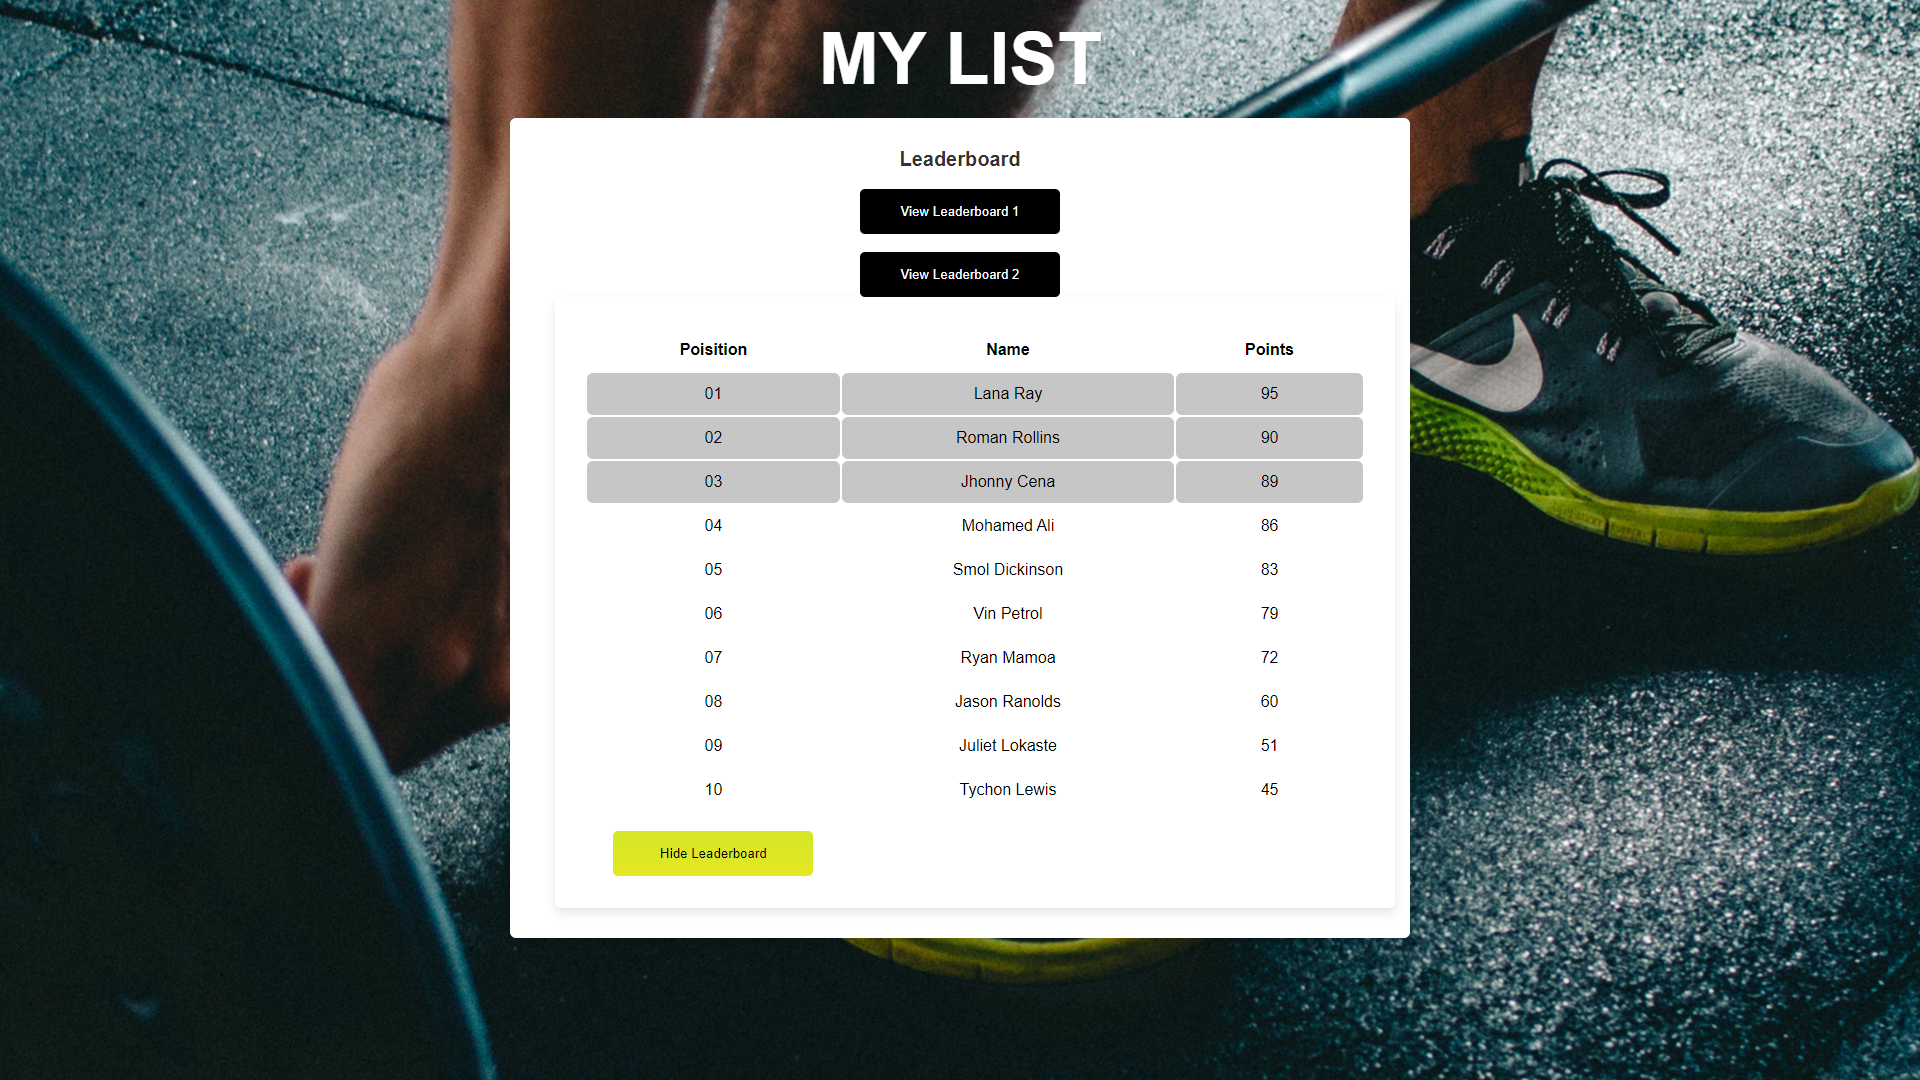 MY LIST
Leaderboard
View Leaderboard 1
View Leaderboard 2
Poisition Name Points
01 Lana Ray 95
02 Roman Rollins 90
03 Jhonny Cena 89
04 Mohamed Ali 86
05 Smol Dickinson 83
06 Vin Petrol 79
07 Ryan Mamoa 72
08 Jason Ranolds 60
09 Juliet Lokaste 51
10 Tychon Lewis 45
Hide Leaderboard